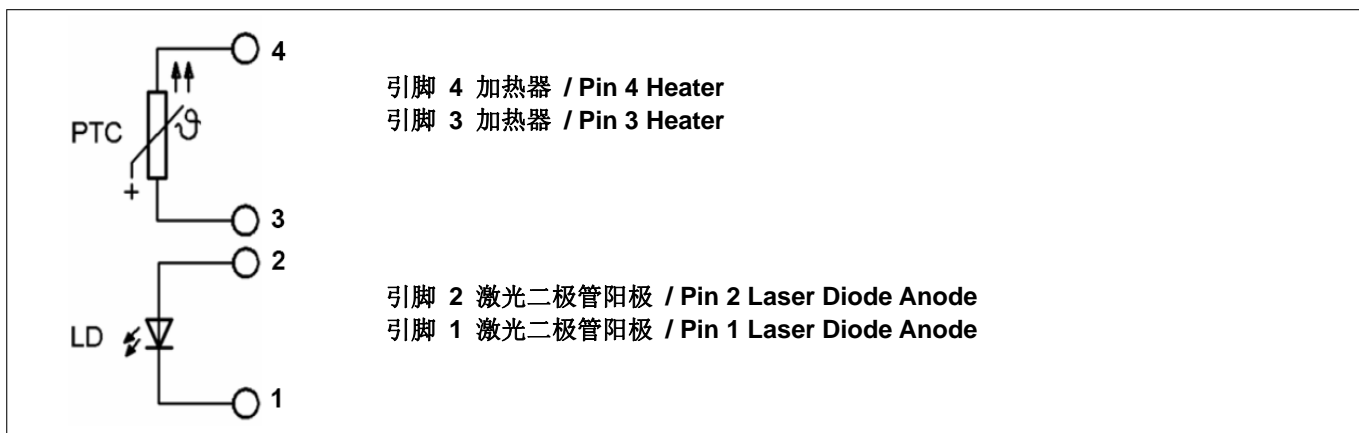 4
引脚 4 加热器 / Pin 4 Heater
引脚 3 加热器 / Pin 3 Heater
PTC
ϑ
+
3
2
引脚 2 激光二极管阳极 / Pin 2 Laser Diode Anode
引脚 1 激光二极管阳极 / Pin 1 Laser Diode Anode
LD
1